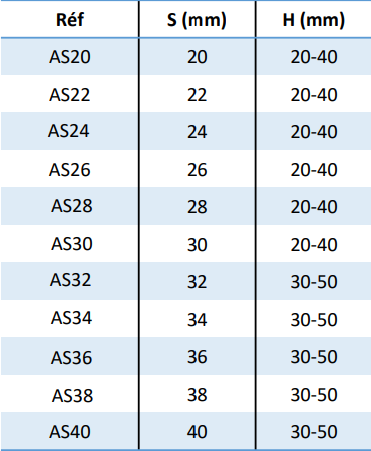 Réf S (mm) H (mm)
AS20 20 20-40
AS22 22 20-40
AS24 24 20-40
AS26 26 20-40
AS28 28 20-40
AS30 30 20-40
AS32 32 30-50
AS34 34 30-50
AS36 36 30-50
AS38 38 30-50
AS40 40 30-50